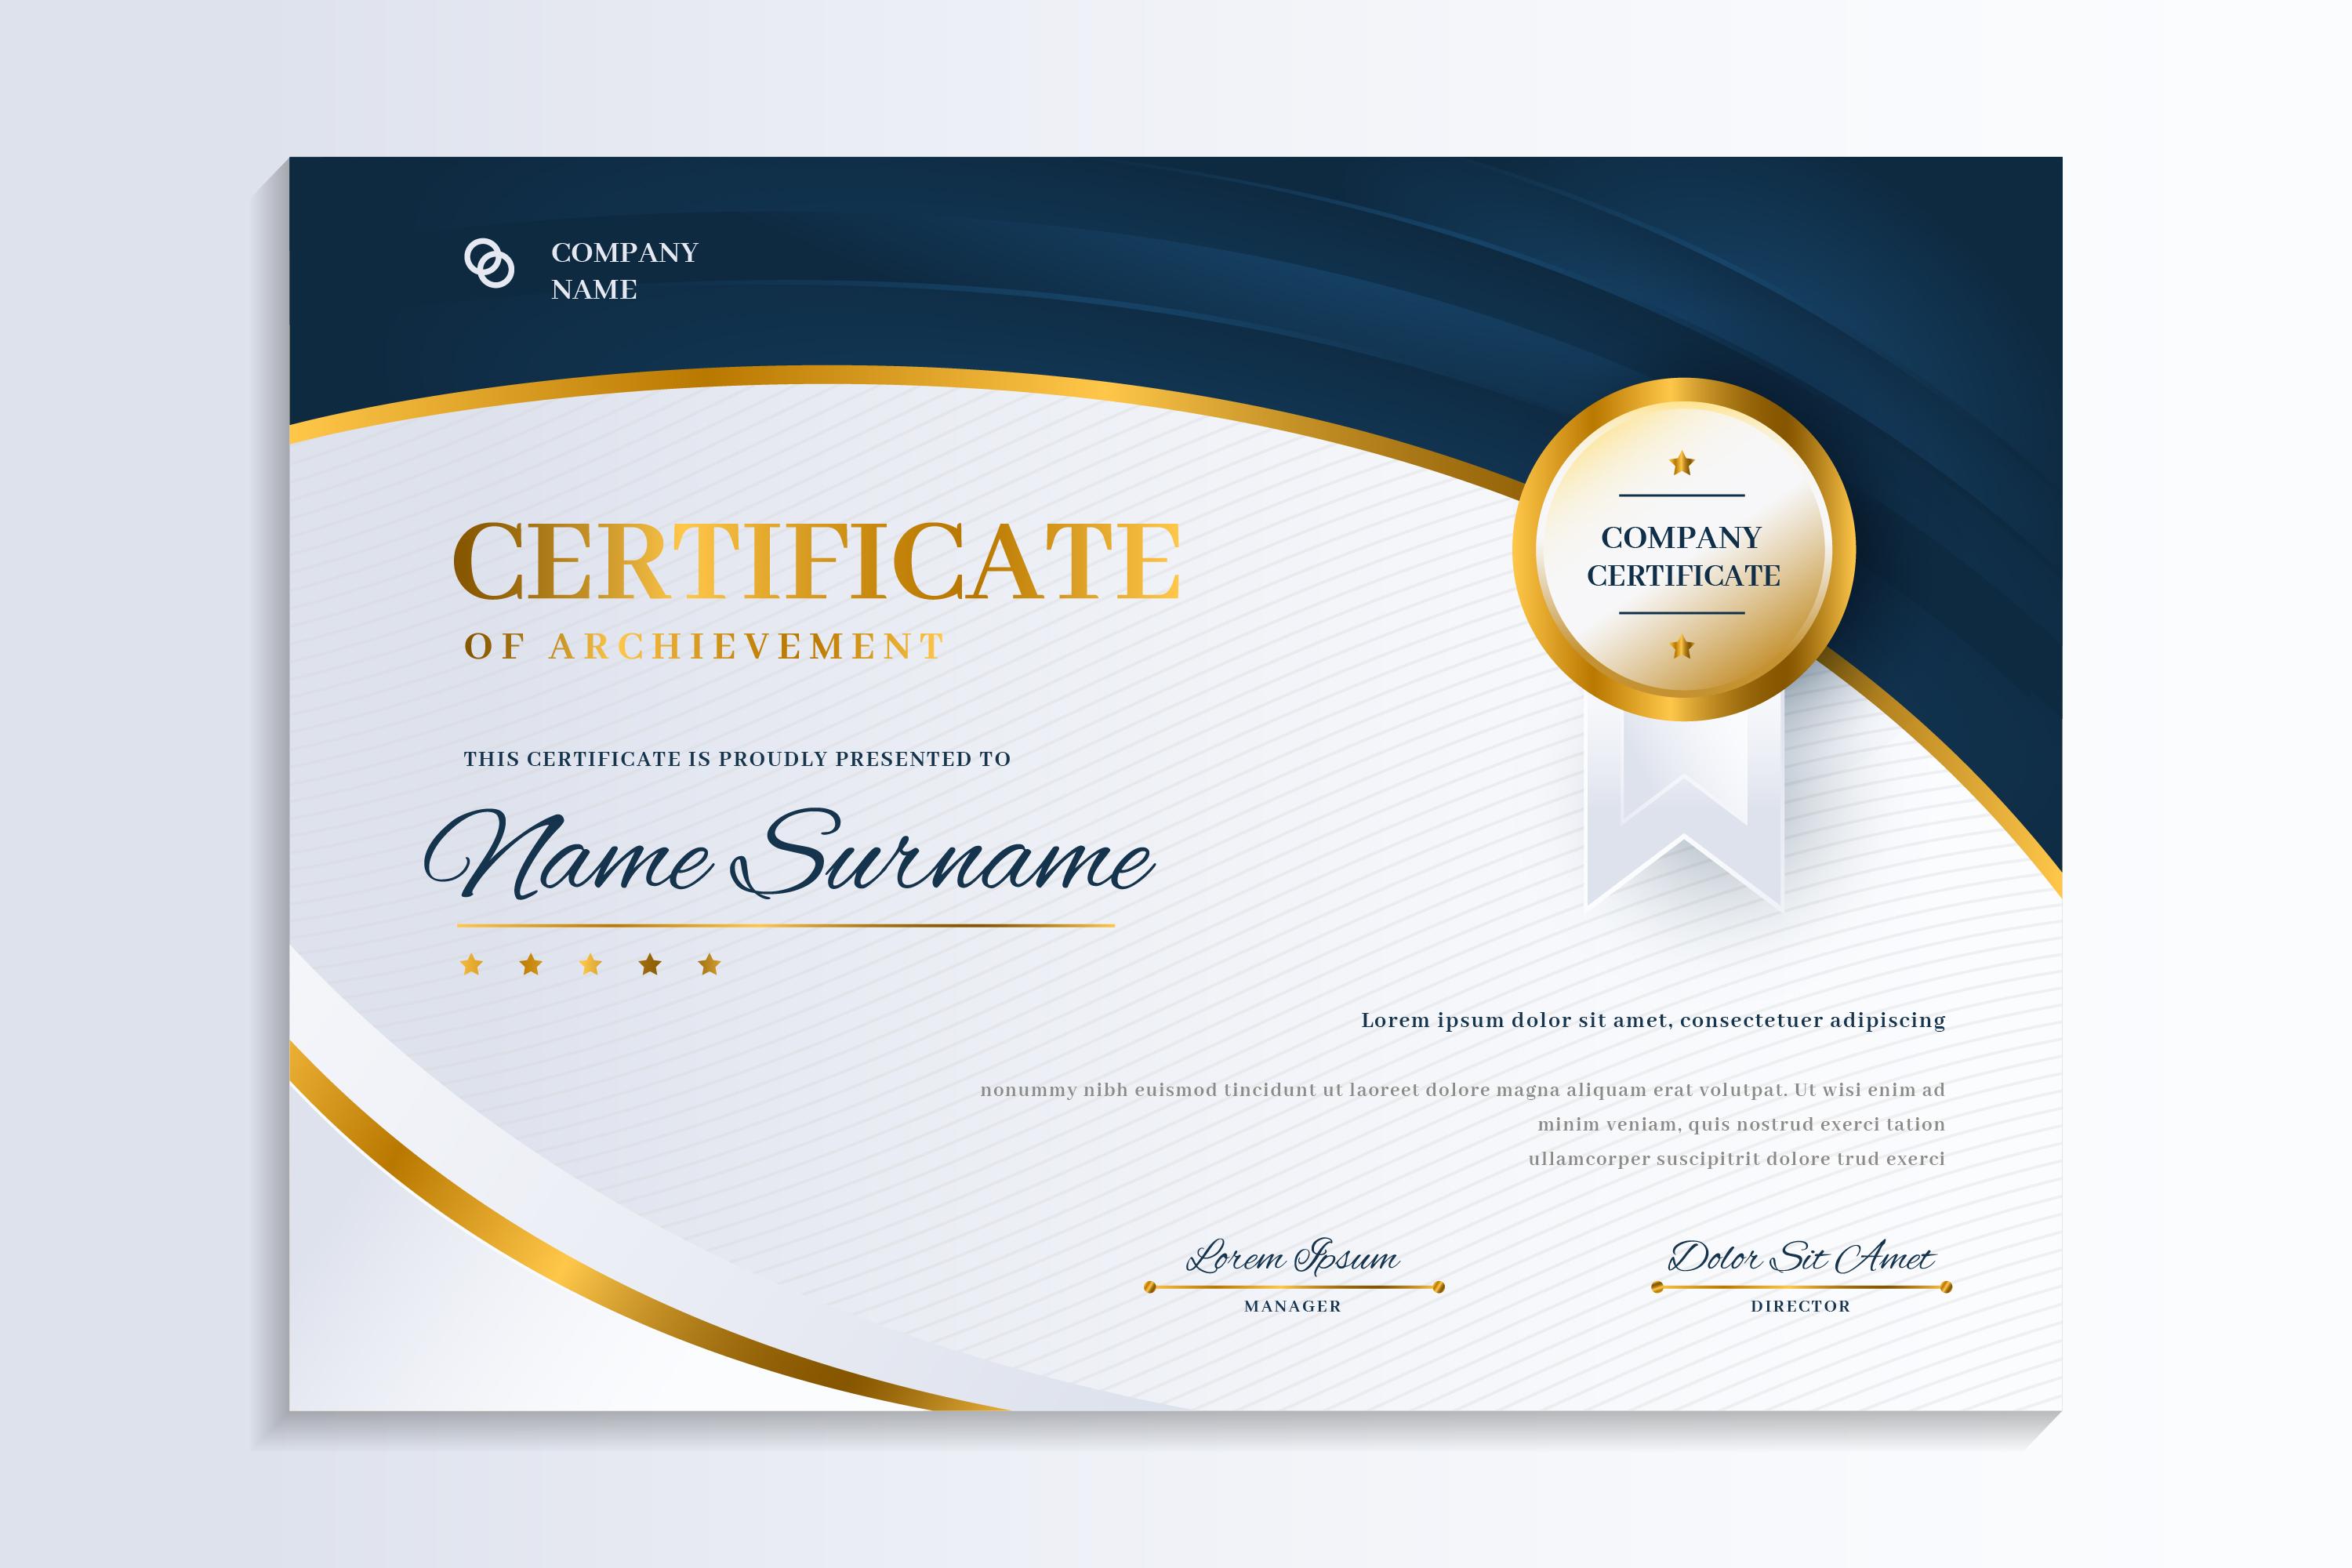 COMPANY
NAME
COMPANY
CERTIFICATE
CERTIFICATE
OF ARCHIEVEMENT
THIS CERTIFICATE IS PROUDLY PRESENTED TO
Name Surname
Lorem ipsum dolor sit amet, consectetuer adipiscing
nonummy nibh euismod tincidunt ut laoreet dolore magna aliquam erat volutpat. Ut wisi enim ad
minim veniam, quis nostrud exerci tation
ullamcorper suscipitrit dolore trud exerci
Lorem Ipsum
MANAGER
Dolor Sit Amet
DIRECTOR